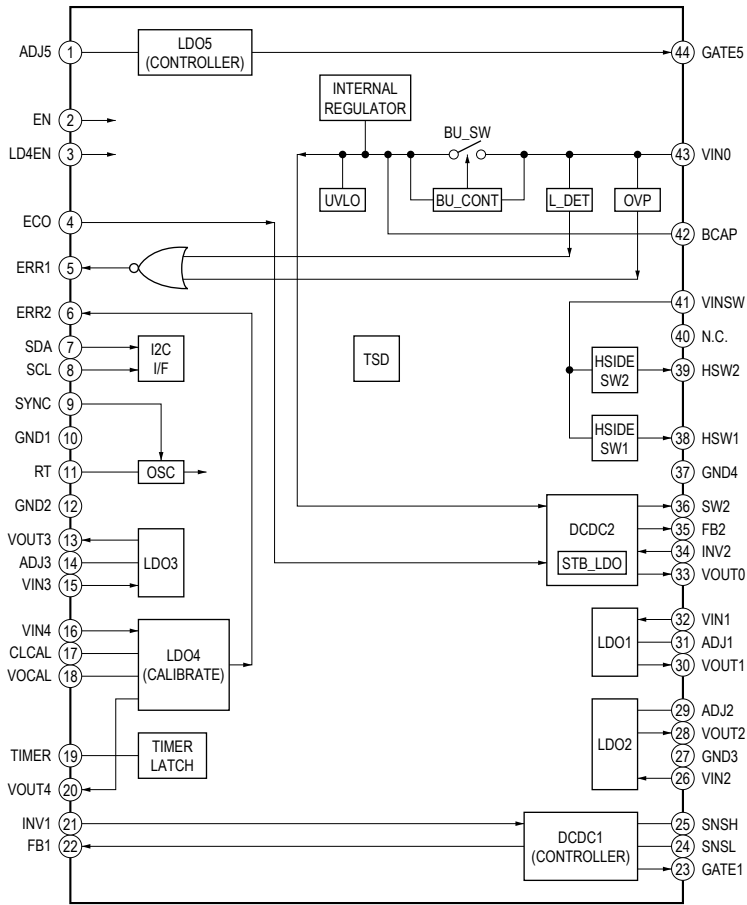 ADJ5 1
LDO5
(CONTROLLER)
44 GATE5
EN 2
LD4EN 3
INTERNAL
REGULATOR
BU_SW
43 VIN0
UVLO
BU_CONT
L_DET
OVP
ECO 4
42 BCAP
ERR1 5
ERR2 6
41 VINSW
40 N.C.
SDA 7
SCL 8
I2C
I/F
TSD
HSIDE
SW2
39 HSW2
SYNC 9
GND1 10
HSIDE
SW1
38 HSW1
RT 11
OSC
37 GND4
GND2 12
36 SW2
VOUT3 13
DCDC2
35 FB2
ADJ3 14
LDO3
34 INV2
VIN3 15
STB_LDO
33 VOUT0
VIN4 16
32 VIN1
CLCAL 17
LDO4
(CALIBRATE)
LDO1
31 ADJ1
VOCAL 18
30 VOUT1
29 ADJ2
LDO2
28 VOUT2
TIMER 19
TIMER
LATCH
27 GND3
26 VIN2
VOUT4 20
INV1 21
25 SNSH
FB1 22
DCDC1
(CONTROLLER)
24 SNSL
23 GATE1